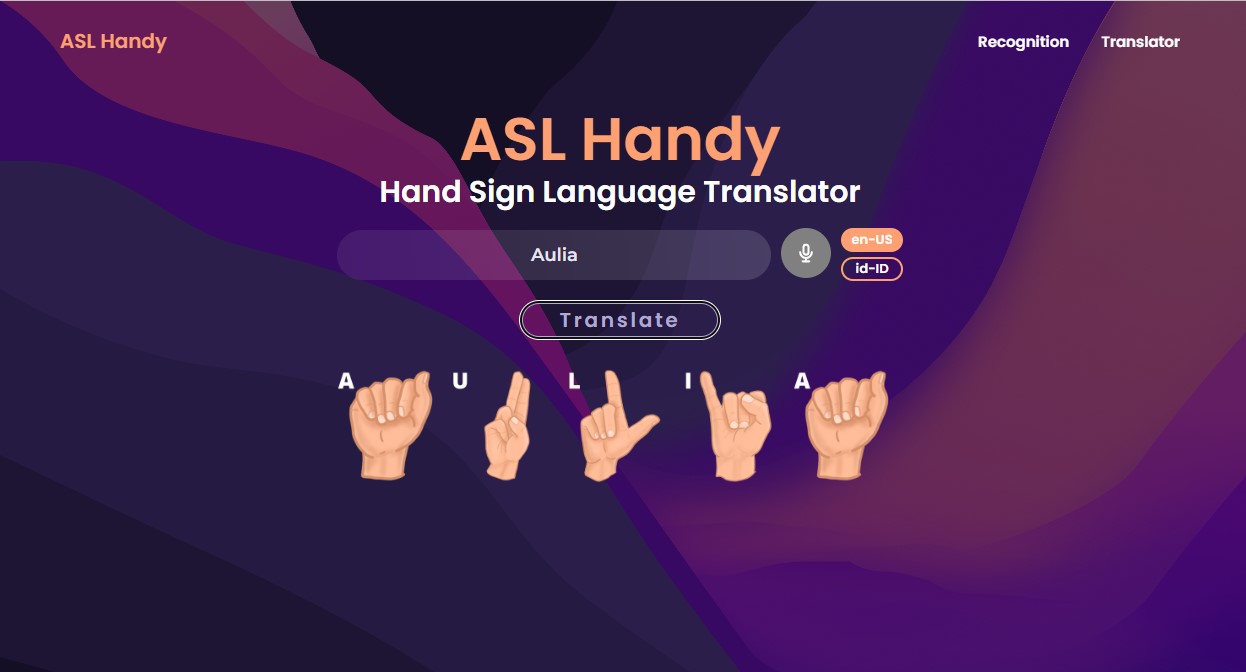 ASL Handy
Recognition Translator
ASL Handy
Hand Sign Language Translator
Aulia
en-US
id-ID
Translate
A U L I A